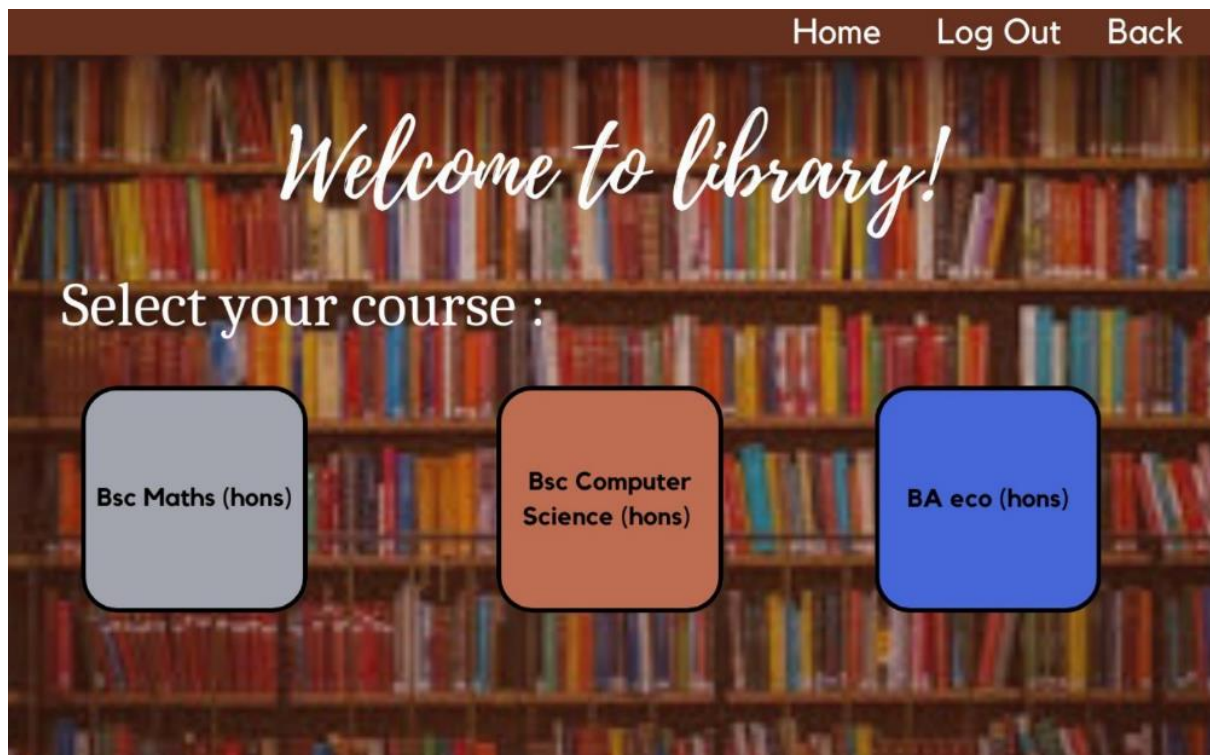 Home Log Out Back
Welcome to library!
Select your course :
Bsc Maths (hons)
Bsc Computer
Science (hons)
BA eco (hons)